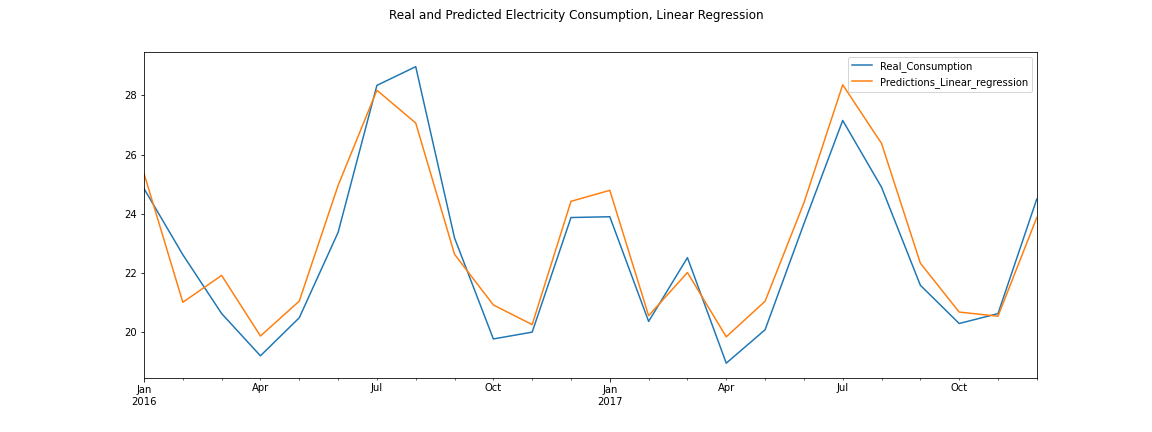 Real and Predicted Electricity Consumption, Linear Regression
Real_Consumption
Predictions_Linear_regression
28
26
24
22
20
Jan Apr Jul Oct Jan Apr Jul Oct
2016 2017